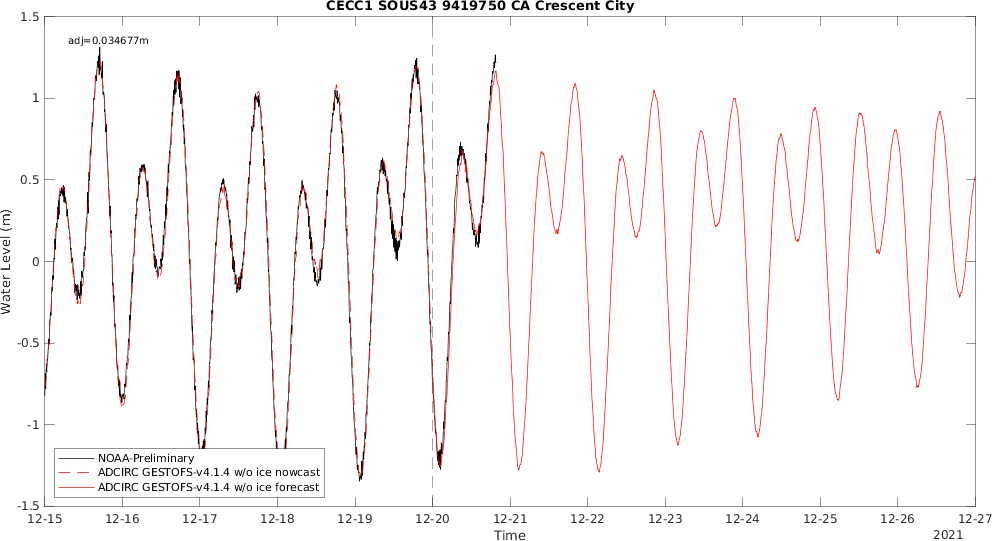 CECC1 SOUS43 9419750 CA Crescent City
adj=0.034677m
Water Level (m)
1.5
1
0.5
0
-0.5
-1
-1.5
NOAA-Preliminary
ADCIRC GESTOFS-v4.1.4 w/o ice nowcast
ADCIRC GESTOFS-v4.1.4 w/o ice forecast
12-15 12-16 12-17 12-18 12-19 12-20 12-21 12-22 12-23 12-24 12-25 12-26 12-27
Time
2021